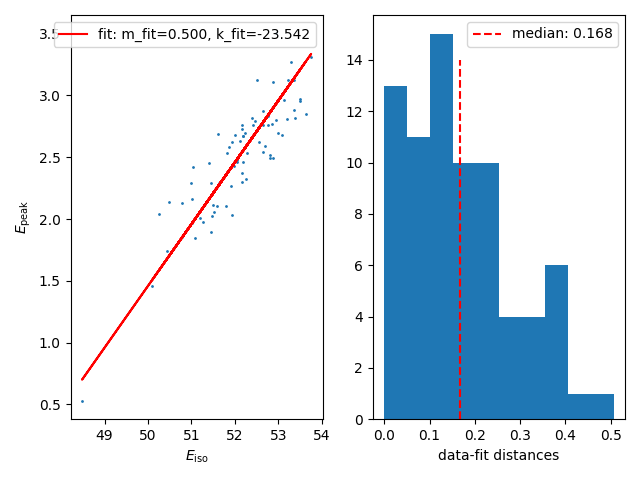 fit: m_fit=0.500, k_fit=-23.542
3.5
3.0
2.5
2.0
1.5
1.0
0.5
E_peak
49 50 51 52 53 54
E_iso
median: 0.168
14
12
10
8
6
4
2
0
0.0 0.1 0.2 0.3 0.4 0.5
data-fit distances